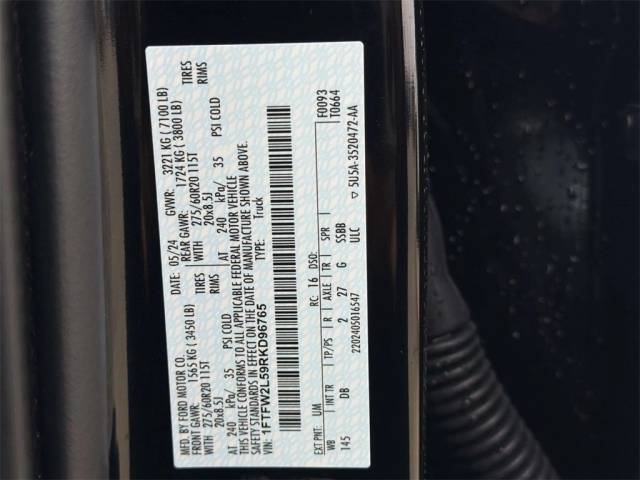 MFD. BY FORD MOTOR CO.
DATE: 05/24 GVWR: 3221 KG ( 7100 LB)
FRONT GAWR: 1565 KG ( 3450 LB) REAR GAWR: 1724 KG ( 3800 LB)
WITH 275/60R20 115T TIRES WITH 275/60R20 115T TIRES
20x8.5J RIMS 20x8.5J RIMS
AT 240 kPa/ 35 PSI COLD AT 240 kPa/ 35 PSI COLD
THIS VEHICLE CONFORMS TO ALL APPLICABLE FEDERAL MOTOR VEHICLE
SAFETY STANDARDS IN EFFECT ON THE DATE OF MANUFACTURE SHOWN ABOVE.
VIN: 1FTFW2L59RKD96765 TYPE: Truck
F0093
EXT PNT: UM RC: 16 DSO: T0664
WB INT TR TP/PS R AXLE TR SPR
145 DB 2 27 G SSBB ▽ 5U5A-3520472-AA
2202405016547 ULC